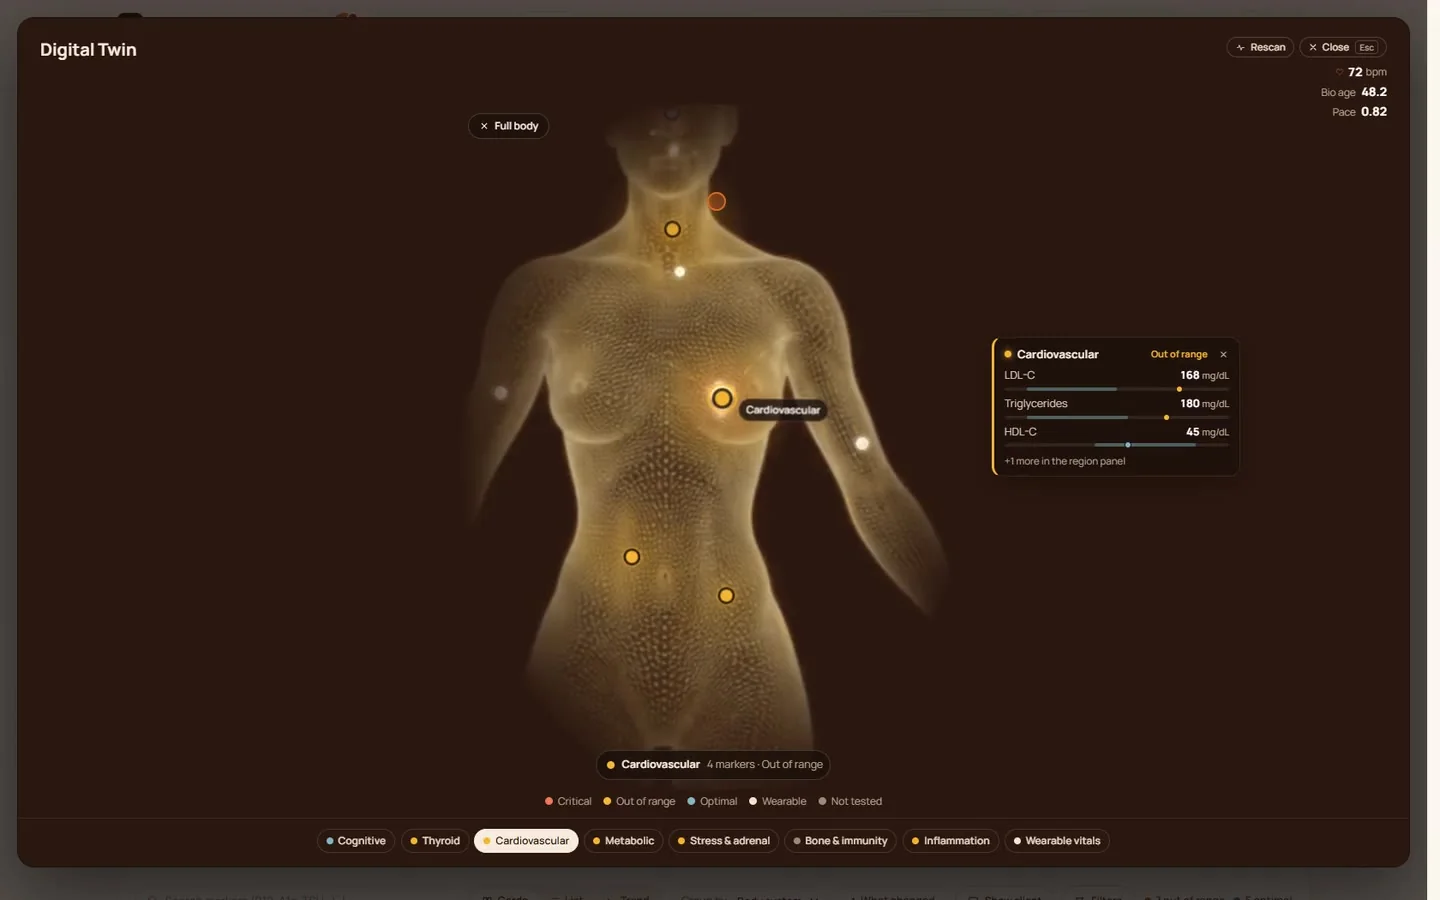 Digital Twin
Rescan
Close Esc
72 bpm
Bio age 48.2
Pace 0.82
Full body
Cardiovascular
Cardiovascular Out of range
LDL-C 168 mg/dL
Triglycerides 180 mg/dL
HDL-C 45 mg/dL
+1 more in the region panel
Cardiovascular 4 markers · Out of range
Critical Out of range Optimal Wearable Not tested
Cognitive Thyroid Cardiovascular Metabolic Stress & adrenal Bone & immunity Inflammation Wearable vitals